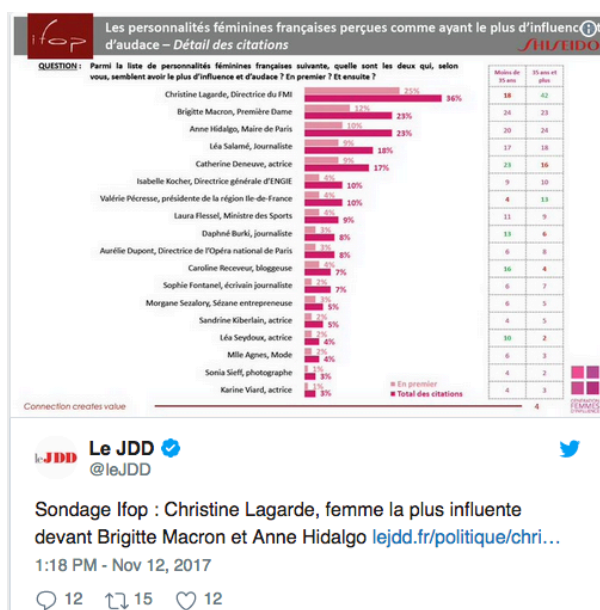 ifop
Les personnalités féminines françaises perçues comme ayant le plus d'influence
d'audace – Détail des citations
SHISEIDO
QUESTION : Parmi la liste de personnalités féminines françaises suivante, quelle sont les deux qui, selon
vous, semblent avoir le plus d'influence et d'audace ? En premier ? Et ensuite ?
Moins de 35 ans
35 ans et plus
Christine Lagarde, Directrice du FMI 25% 36% 18 42
Brigitte Macron, Première Dame 12% 23% 24 23
Anne Hidalgo, Maire de Paris 10% 23% 20 24
Léa Salamé, Journaliste 9% 18% 17 18
Catherine Deneuve, actrice 9% 17% 23 16
Isabelle Kocher, Directrice générale d'ENGIE 4% 10% 9 10
Valérie Pécresse, présidente de la région Ile-de-France 4% 10% 4 13
Laura Flessel, Ministre des Sports 4% 9% 11 9
Daphné Burki, journaliste 3% 8% 13 6
Aurélie Dupont, Directrice de l'Opéra national de Paris 3% 8% 6 8
Caroline Receveur, bloggeuse 4% 7% 16 4
Sophie Fontanel, écrivain journaliste 2% 7% 6 7
Morgane Sezalory, Sézane entrepreneuse 3% 5% 6 5
Sandrine Kiberlain, actrice 2% 5% 4 5
Léa Seydoux, actrice 2% 4% 10 2
Mlle Agnes, Mode 2% 4% 6 3
Sonia Sieff, photographe 1% 3% 4 2
Karine Viard, actrice 1% 3% 4 3
En premier
Total des citations
Connection creates value
4
GÉNÉRATION
FEMMES
D'INFLUENCE
le JDD
Le JDD
@leJDD
Sondage Ifop : Christine Lagarde, femme la plus influente
devant Brigitte Macron et Anne Hidalgo lejdd.fr/politique/chri…
1:18 PM - Nov 12, 2017
12 15 12